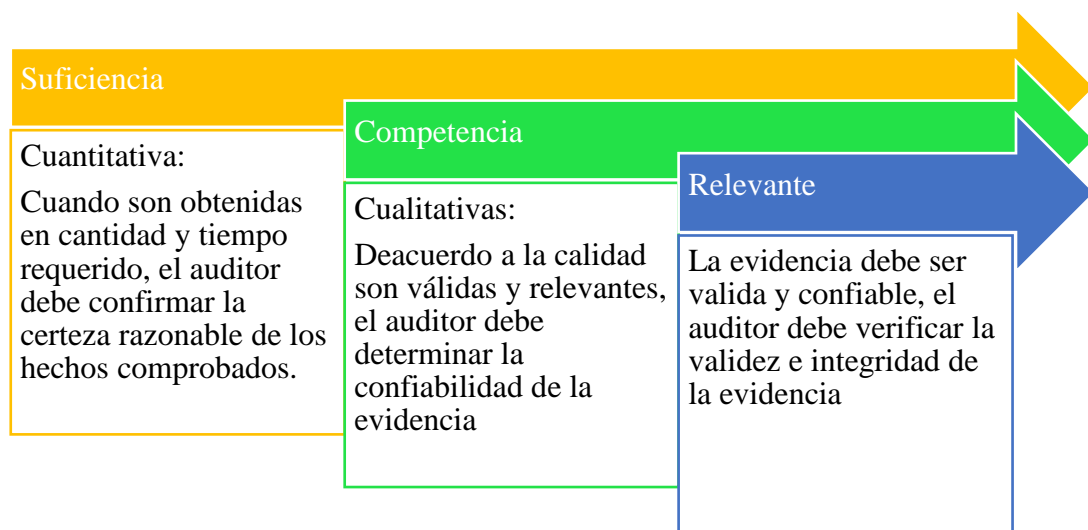 Suficiencia
Cuantitativa:
Cuando son obtenidas
en cantidad y tiempo
requerido, el auditor
debe confirmar la
certeza razonable de los
hechos comprobados.
Competencia
Cualitativas:
Deacuerdo a la calidad
son válidas y relevantes,
el auditor debe
determinar la
confiabilidad de la
evidencia
Relevante
La evidencia debe ser
valida y confiable, el
auditor debe verificar la
validez e integridad de
la evidencia